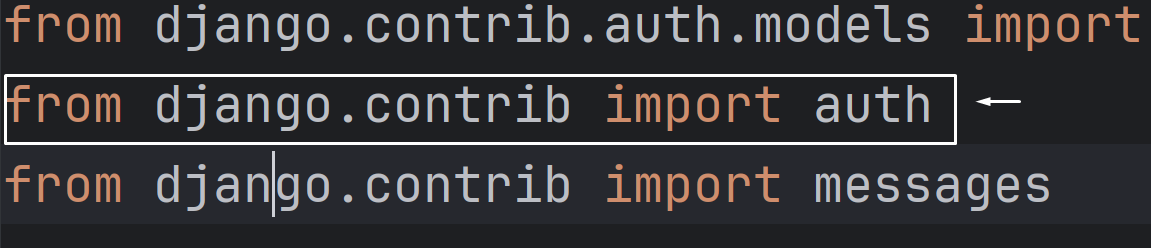 from django.contrib.auth.models import
from django.contrib import auth
from django.contrib import messages